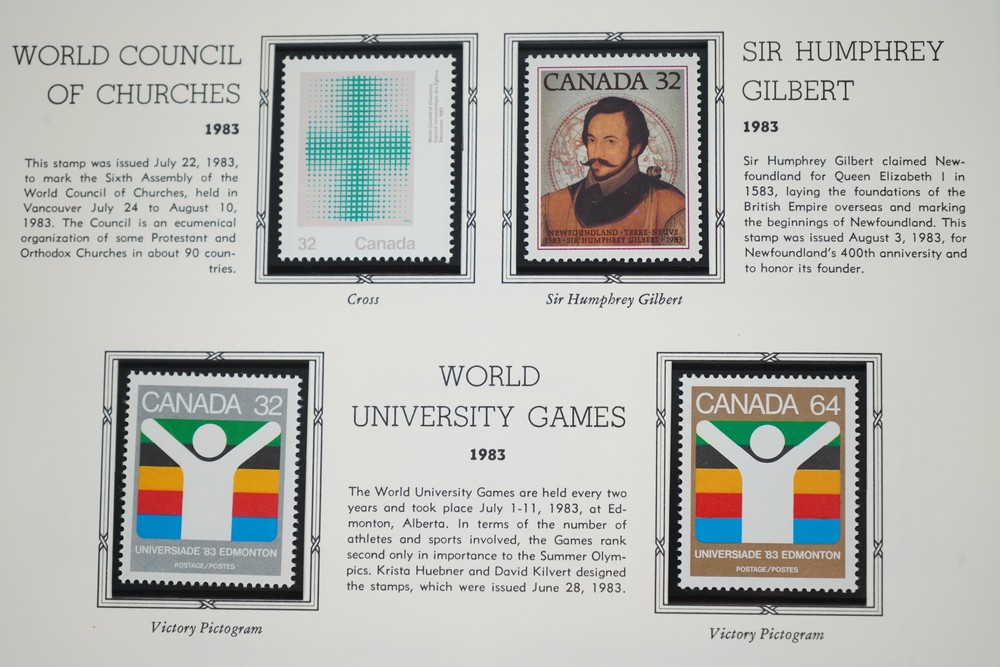 WORLD COUNCIL
OF CHURCHES
1983
This stamp was issued July 22, 1983,
to mark the Sixth Assembly of the
World Council of Churches, held in
Vancouver July 24 to August 10,
1983. The Council is an ecumenical
organization of some Protestant and
Orthodox Churches in about 90 coun-
tries.
32 Canada
Cross
CANADA 32
NEWFOUNDLAND · TERRE-NEUVE
1583 · SIR HUMPHREY GILBERT · 1983
Sir Humphrey Gilbert
SIR HUMPHREY
GILBERT
1983
Sir Humphrey Gilbert claimed New-
foundland for Queen Elizabeth I in
1583, laying the foundations of the
British Empire overseas and marking
the beginnings of Newfoundland. This
stamp was issued August 3, 1983, for
Newfoundland's 400th anniversary and
to honor its founder.
CANADA 32
UNIVERSIADE '83 EDMONTON
POSTAGE/POSTES
Victory Pictogram
WORLD
UNIVERSITY GAMES
1983
The World University Games are held every two
years and took place July 1-11, 1983, at Ed-
monton, Alberta. In terms of the number of
athletes and sports involved, the Games rank
second only in importance to the Summer Olym-
pics. Krista Huebner and David Kilvert designed
the stamps, which were issued June 28, 1983.
CANADA 64
UNIVERSIADE '83 EDMONTON
POSTAGE/POSTES
Victory Pictogram